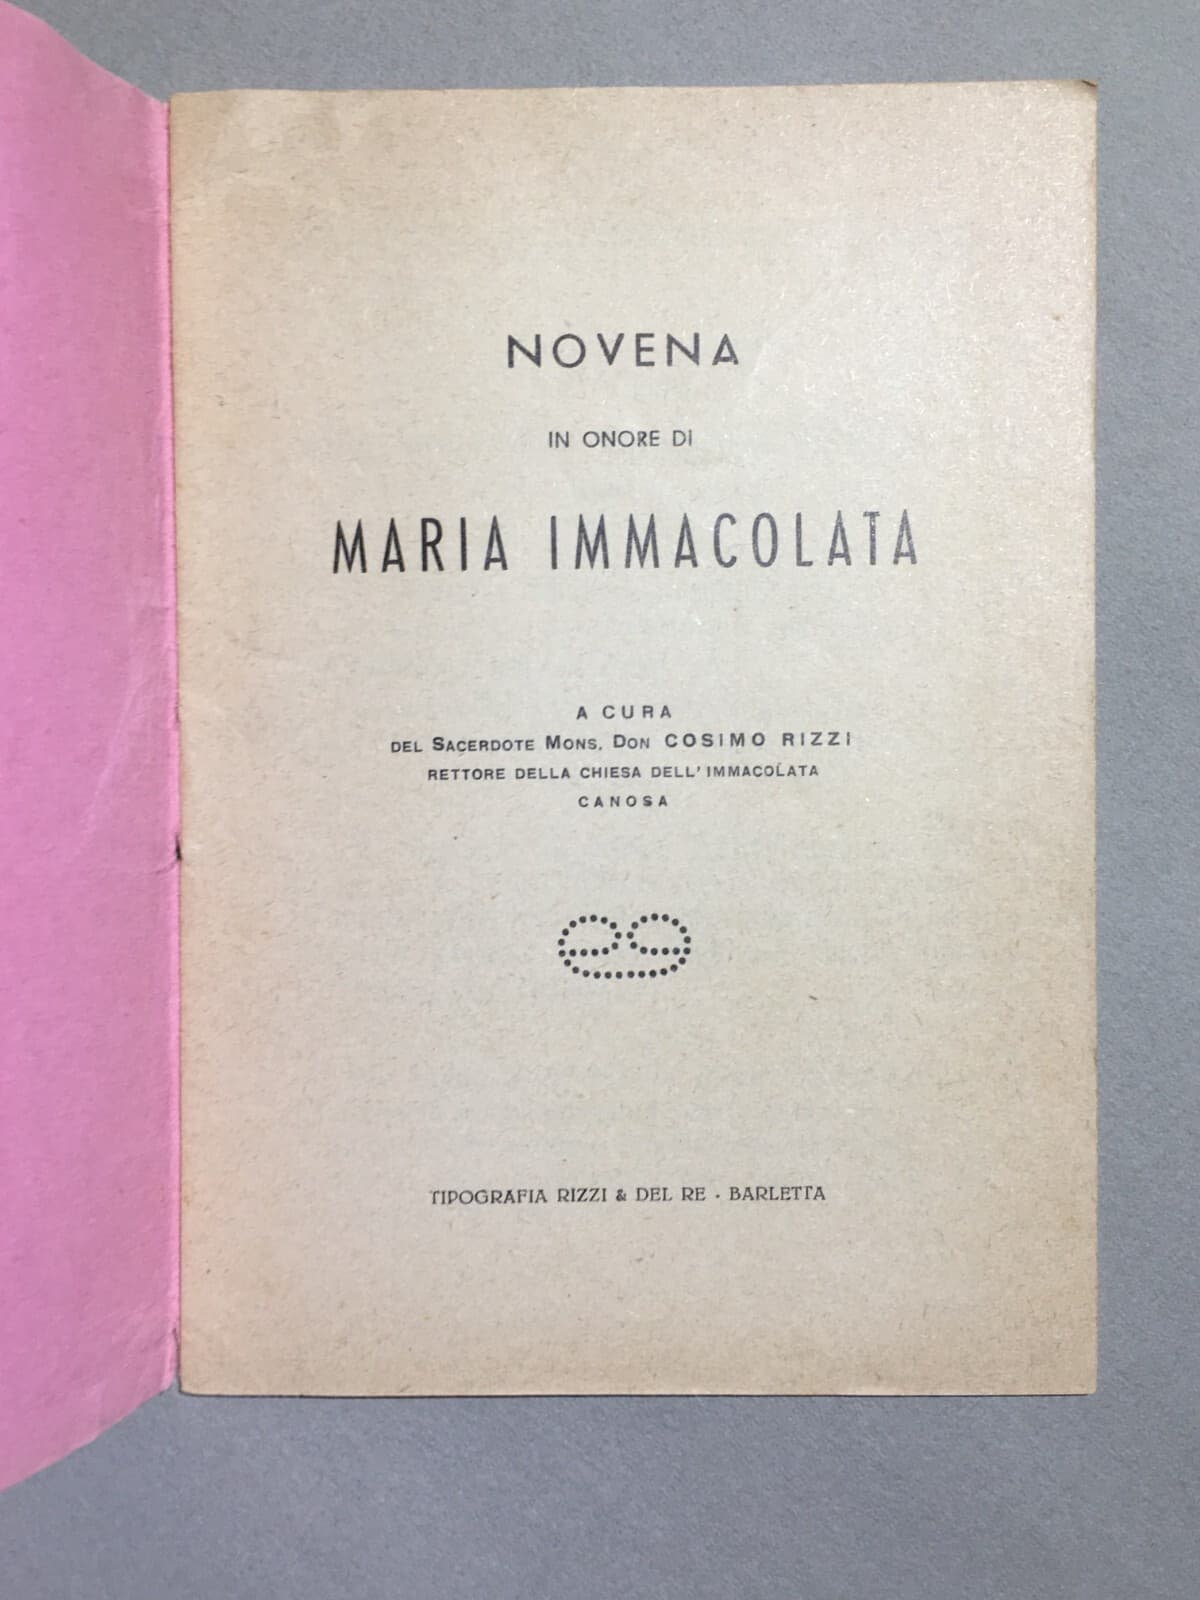 NOVENA
IN ONORE DI
MARIA IMMACOLATA
A CURA
DEL SACERDOTE MONS. DON COSIMO RIZZI
RETTORE DELLA CHIESA DELL'IMMACOLATA
CANOSA
TIPOGRAFIA RIZZI & DEL RE - BARLETTA